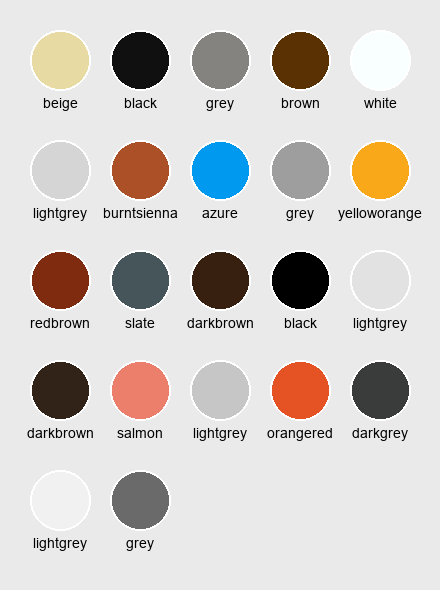 beige black grey brown white
lightgrey burntsienna azure grey yelloworange
redbrown slate darkbrown black lightgrey
darkbrown salmon lightgrey orangered darkgrey
lightgrey grey